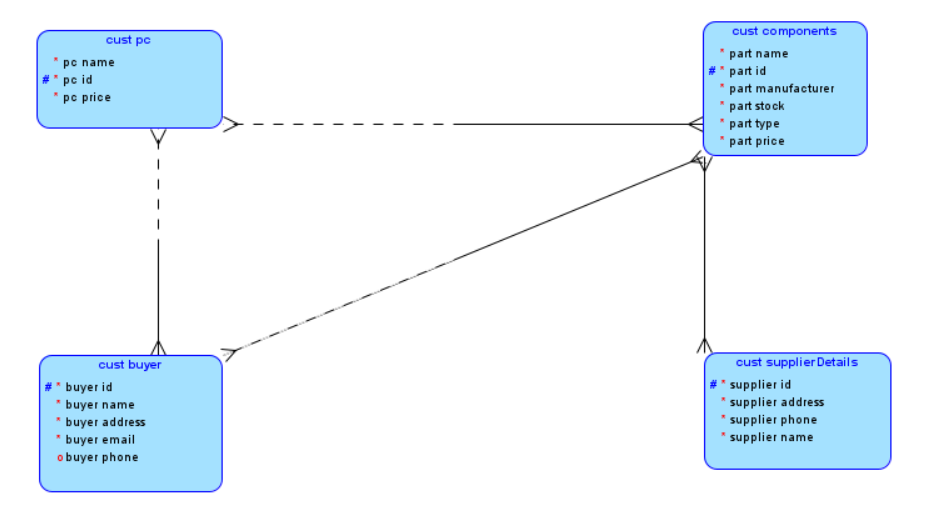 cust pc
* pc name
# * pc id
* pc price
cust components
* part name
# * part id
* part manufacturer
* part stock
* part type
* part price
cust buyer
# * buyer id
* buyer name
* buyer address
* buyer email
o buyer phone
cust supplierDetails
# * supplier id
* supplier address
* supplier phone
* supplier name